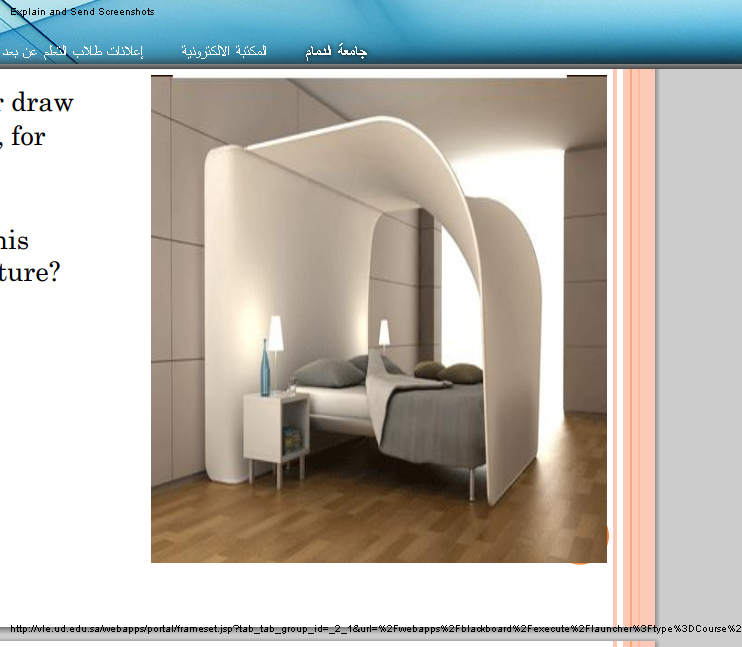 Explain and Send Screenshots
جامعة الدمام المكتبة الالكترونية إعلانات طلاب التعلم عن بعد
r draw
, for
his
ture?
http://vle.ud.edu.sa/webapps/portal/frameset.jsp?tab_tab_group_id=_2_1&url=%2Fwebapps%2Fblackboard%2Fexecute%2Flauncher%3Ftype%3DCourse%2